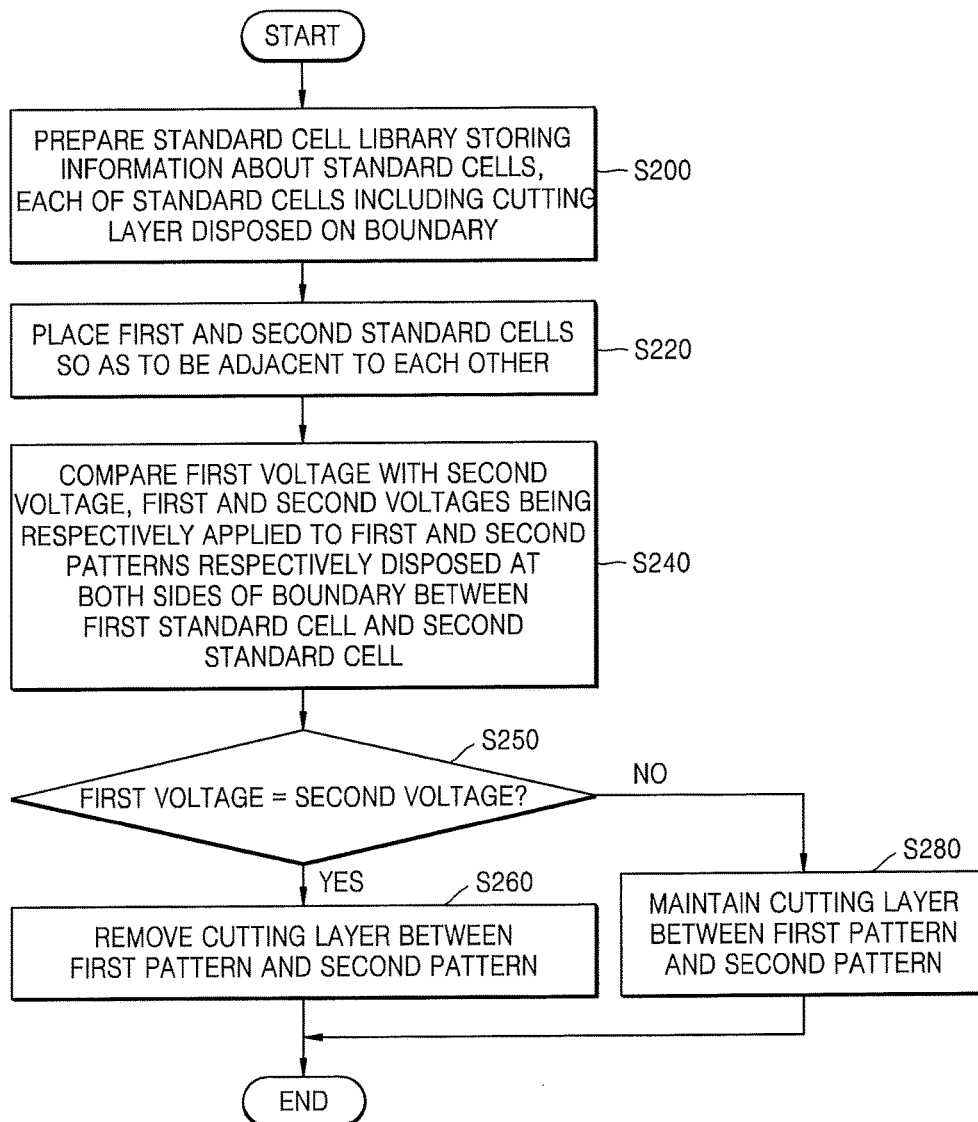 START
PREPARE STANDARD CELL LIBRARY STORING
INFORMATION ABOUT STANDARD CELLS,
EACH OF STANDARD CELLS INCLUDING CUTTING
LAYER DISPOSED ON BOUNDARY
S200
PLACE FIRST AND SECOND STANDARD CELLS
SO AS TO BE ADJACENT TO EACH OTHER
S220
COMPARE FIRST VOLTAGE WITH SECOND
VOLTAGE, FIRST AND SECOND VOLTAGES BEING
RESPECTIVELY APPLIED TO FIRST AND SECOND
PATTERNS RESPECTIVELY DISPOSED AT
BOTH SIDES OF BOUNDARY BETWEEN
FIRST STANDARD CELL AND SECOND
STANDARD CELL
S240
S250
FIRST VOLTAGE = SECOND VOLTAGE?
NO
YES
S260
REMOVE CUTTING LAYER BETWEEN
FIRST PATTERN AND SECOND PATTERN
S280
MAINTAIN CUTTING LAYER
BETWEEN FIRST PATTERN
AND SECOND PATTERN
END